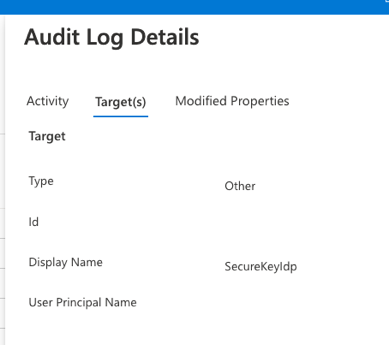 Audit Log Details
Activity Target(s) Modified Properties
Target
Type Other
Id
Display Name SecureKeyIdp
User Principal Name